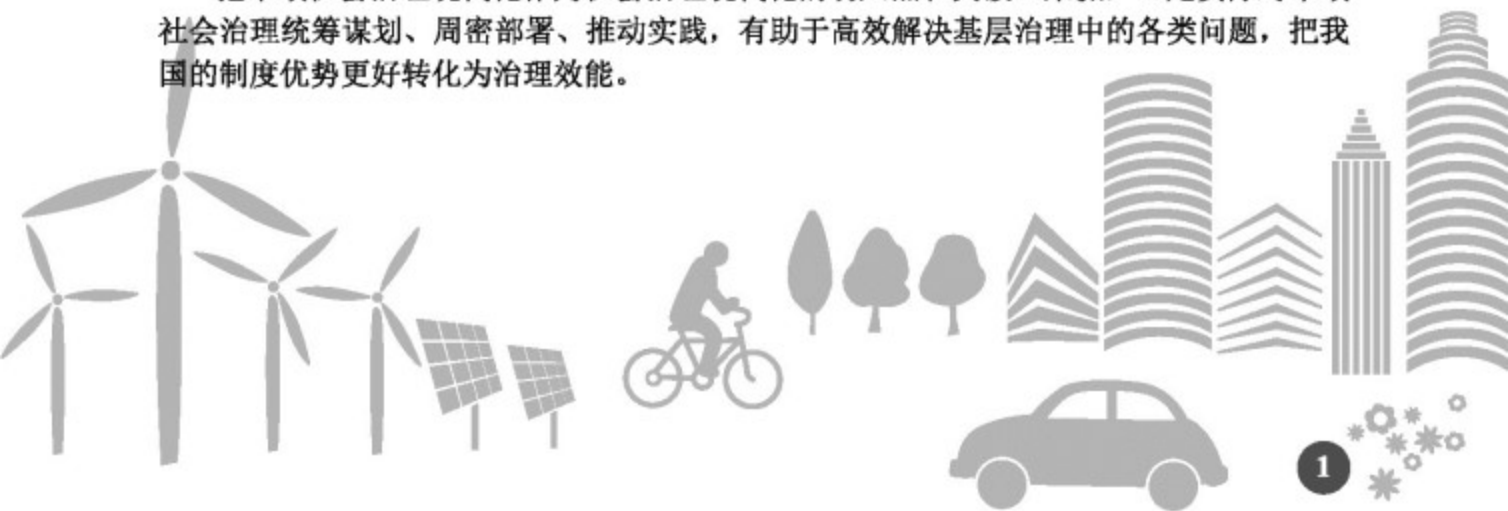 社会治理统筹谋划、周密部署、推动实践，有助于高效解决基层治理中的各类问题，把我
国的制度优势更好转化为治理效能。
1